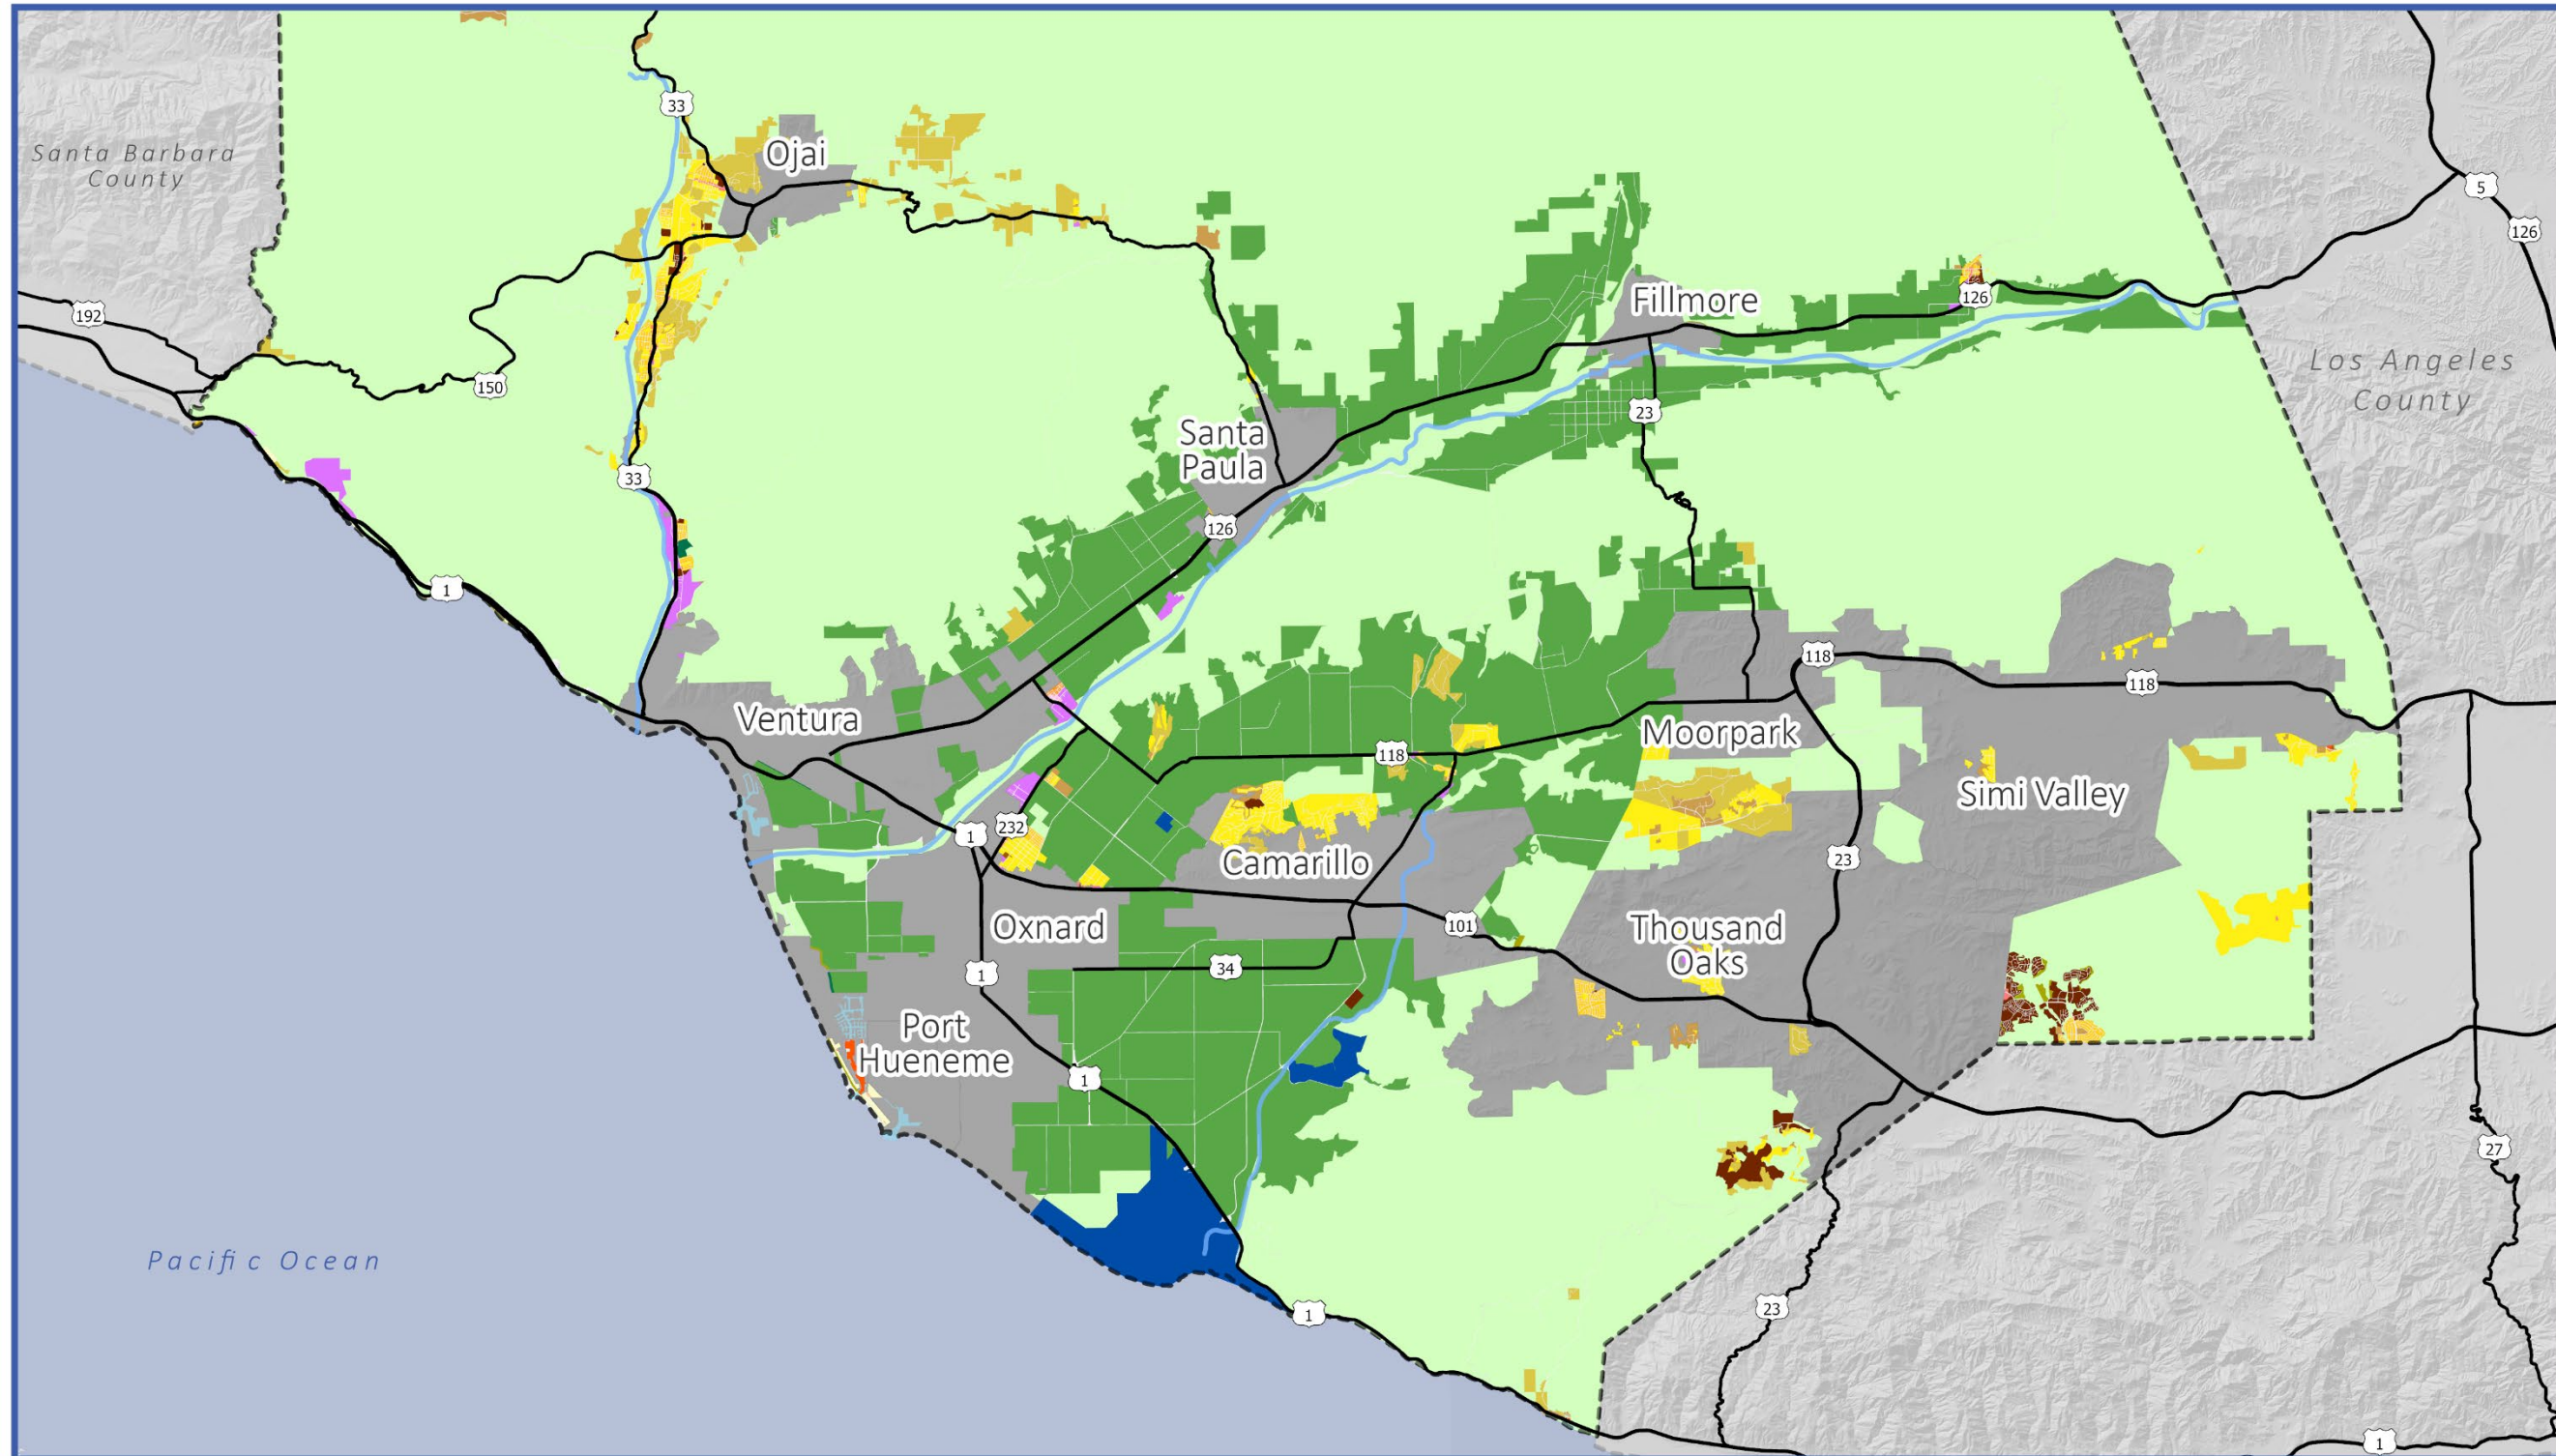 33
Ojai
Santa Barbara
County
5
126
192
Fillmore
126
Los Angeles
County
150
23
Santa
Paula
33
126
1
118
118
Ventura
Moorpark
118
Simi Valley
232
1
Camarillo
23
Oxnard
101
Thousand
Oaks
34
1
Port
Hueneme
1
27
Pacific Ocean
23
1
1